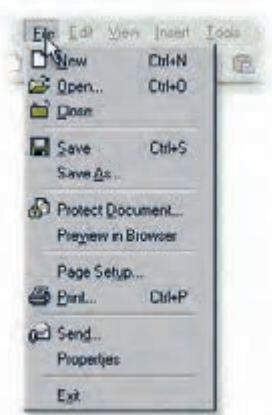 File Edit View Insert Tools
New Ctrl+N
Open... Ctrl+O
Close
Save Ctrl+S
Save As...
Protect Document...
Preview in Browser
Page Setup...
Print... Ctrl+P
Send...
Properties
Exit